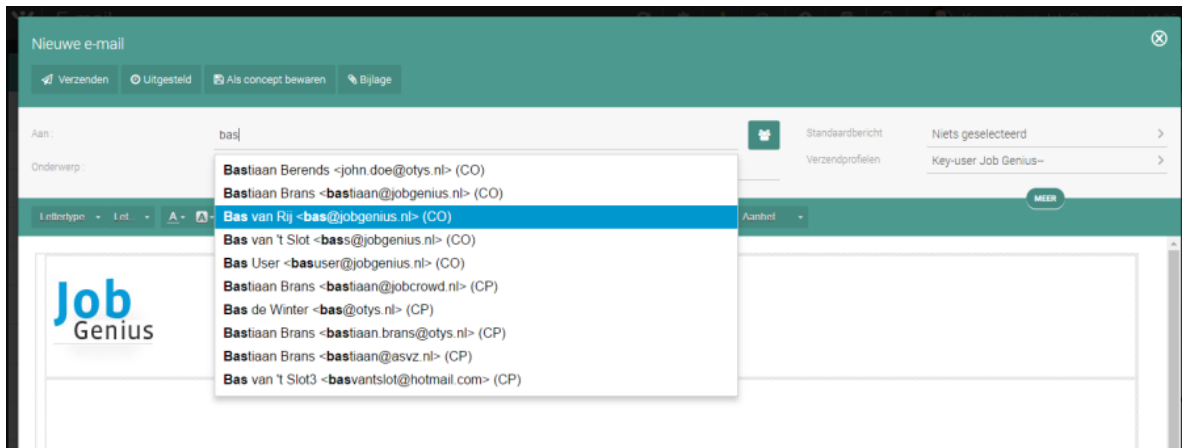 Nieuwe e-mail
Verzenden Uitgesteld Als concept bewaren Bijlage
Aan : bas Standaardbericht Niets geselecteerd
Onderwerp : Verzendprofielen Key-user Job Genius--
MEER
Lettertype Let... A A Aanhef
Bastiaan Berends <john.doe@otys.nl> (CO)
Bastiaan Brans <bastiaan@jobgenius.nl> (CO)
Bas van Rij <bas@jobgenius.nl> (CO)
Bas van 't Slot <bass@jobgenius.nl> (CO)
Bas User <basuser@jobgenius.nl> (CO)
Bastiaan Brans <bastiaan@jobcrowd.nl> (CP)
Bas de Winter <bas@otys.nl> (CP)
Bastiaan Brans <bastiaan.brans@otys.nl> (CP)
Bastiaan Brans <bastiaan@asvz.nl> (CP)
Bas van 't Slot3 <basvantslot@hotmail.com> (CP)
Job
Genius